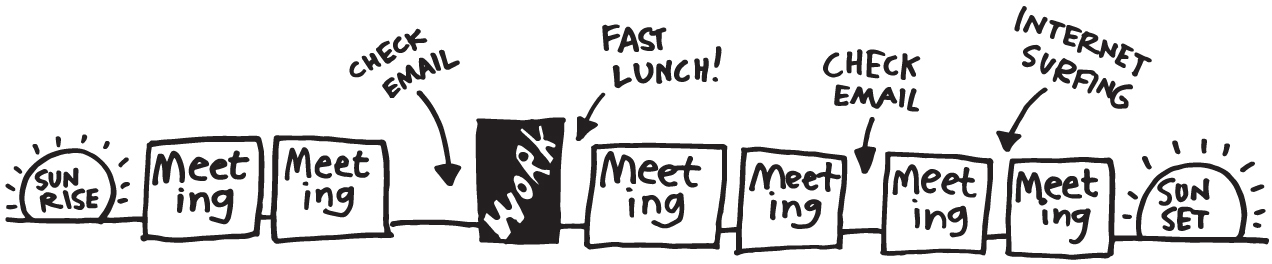 SUN
RISE
Meet
ing
Meet
ing
CHECK
EMAIL
WORK
FAST
LUNCH!
Meet
ing
Meet
ing
CHECK
EMAIL
Meet
ing
INTERNET
SURFING
Meet
ing
SUN
SET